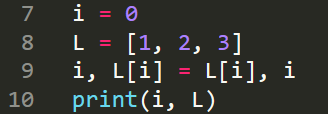 7 i = 0
8 L = [1, 2, 3]
9 i, L[i] = L[i], i
10 print(i, L)